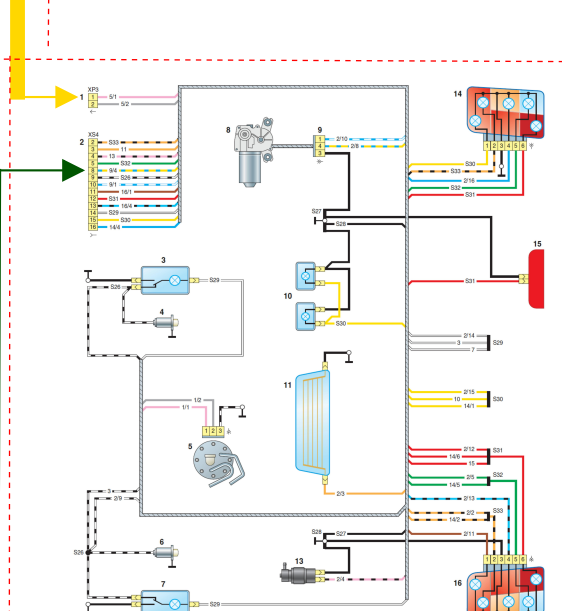 1
XP3
1 5/1
2 5/2
2
XS4
2 S33
3 11
4 13
5 S32
8 9/4
9 S26
10 9/1
11 16/1
12 S31
13 16/4
14 S29
15 S30
16 14/4
8
9
1 2/10
4 2/8
3
14
1 2 3 4 5 6
S30
S33
2/16
S32
S31
S27
S28
15
S31
3
S26
S29
4
10
S30
2/14
3
7
S29
11
2/15
10
14/1
S30
1/2
1/1
1 2 3
5
2/12
14/6
15
S31
2/5
14/5
S32
2/3
2/13
2/2
14/2
S33
3
2/9
S28
S27
2/11
6
S26
13
2/4
1 2 3 4 5 6
16
7
S29